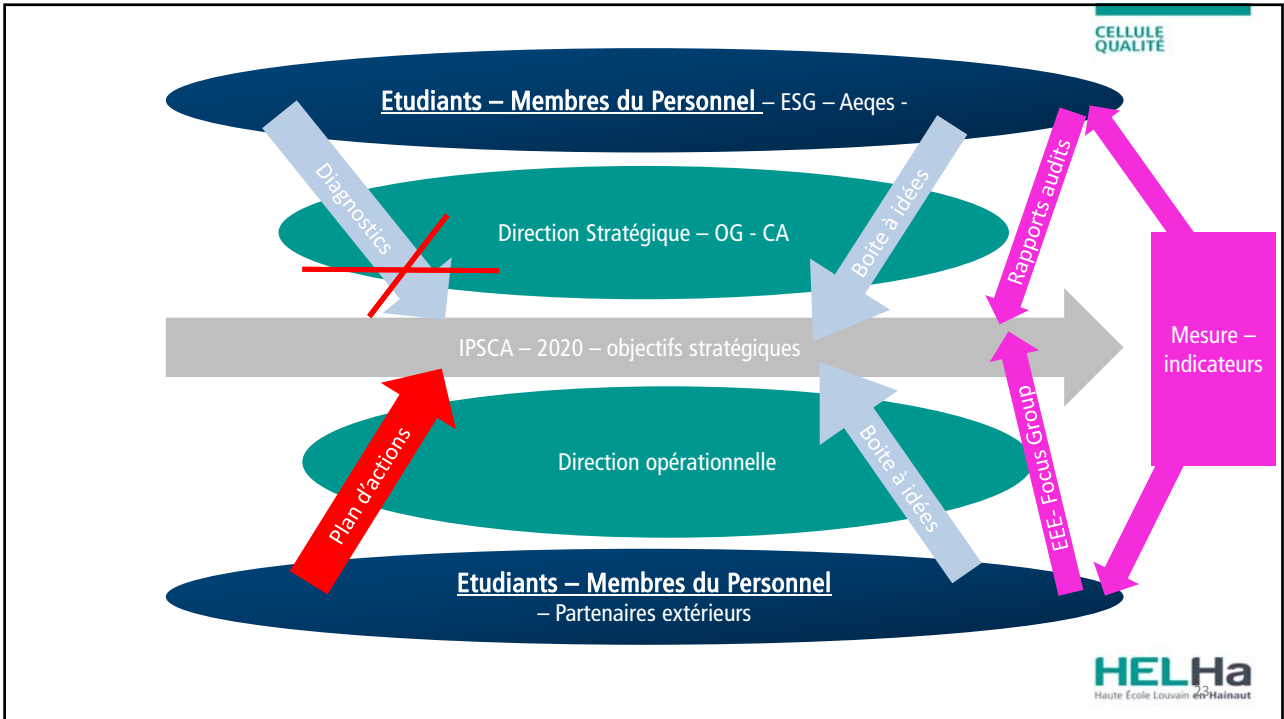 CELLULE
QUALITÉ
Etudiants – Membres du Personnel – ESG – Aeqes -
Diagnostics
Boite à idées
Rapports audits
Direction Stratégique – OG - CA
IPSCA – 2020 – objectifs stratégiques
Mesure –
indicateurs
Plan d'actions
Direction opérationnelle
Boite à idées
EEE- Focus Group
Etudiants – Membres du Personnel
– Partenaires extérieurs
HELHa
Haute École Louvain en Hainaut
23